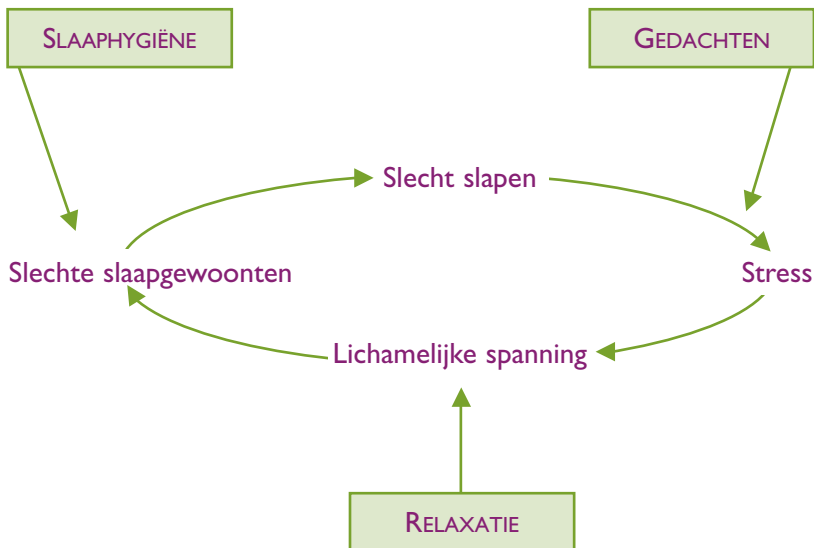 SLAAPHYGIËNE
GEDACHTEN
Slecht slapen
Slechte slaapgewoonten
Stress
Lichamelijke spanning
RELAXATIE